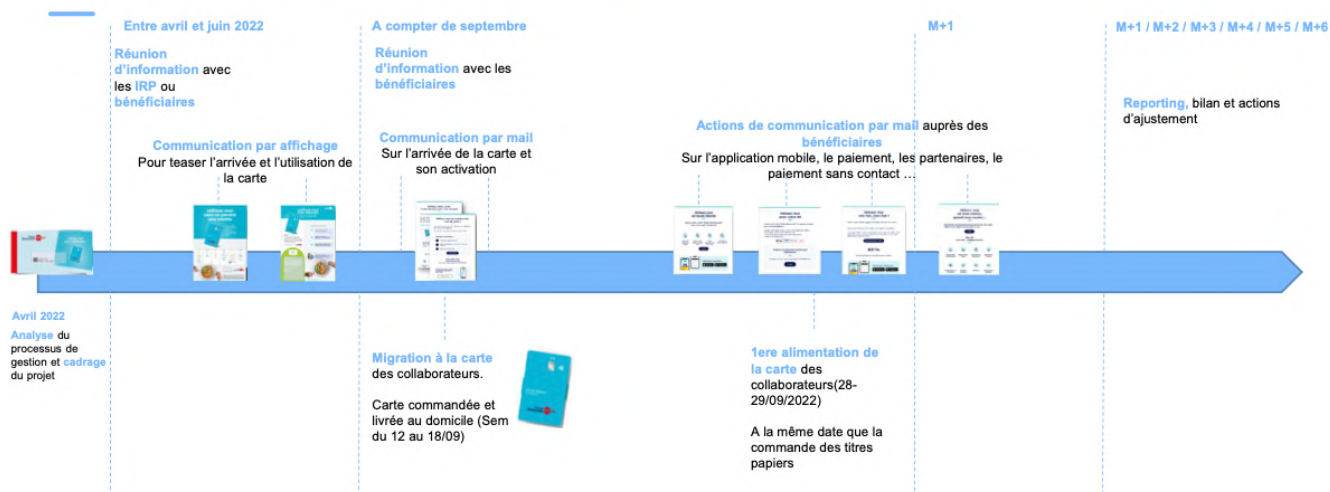 Entre avril et juin 2022
A compter de septembre
M+1
M+1 / M+2 / M+3 / M+4 / M+5 / M+6
Réunion
d'information avec
les IRP ou
bénéficiaires
Réunion
d'information avec les
bénéficiaires
Reporting, bilan et actions
d'ajustement
Communication par affichage
Pour teaser l'arrivée et l'utilisation de
la carte
Communication par mail
Sur l'arrivée de la carte et
son activation
Actions de communication par mail auprès des
bénéficiaires
Sur l'application mobile, le paiement, les partenaires, le
paiement sans contact …
Avril 2022
Analyse du
processus de
gestion et cadrage
du projet
Migration à la carte
des collaborateurs.
Carte commandée et
livrée au domicile (Sem
du 12 au 18/09)
1ere alimentation de
la carte des
collaborateurs(28-
29/09/2022)
A la même date que la
commande des titres
papiers